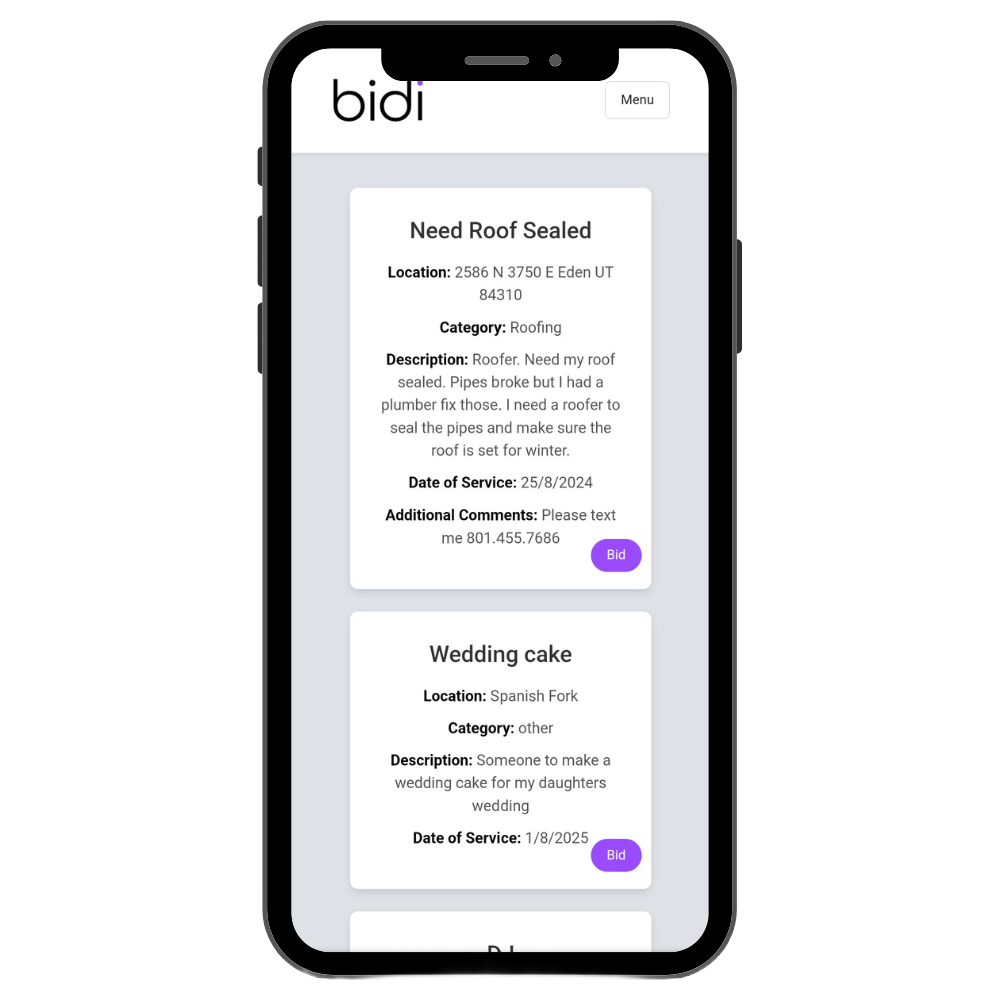 bidi
Menu
Need Roof Sealed
Location: 2586 N 3750 E Eden UT
84310
Category: Roofing
Description: Roofer. Need my roof
sealed. Pipes broke but I had a
plumber fix those. I need a roofer to
seal the pipes and make sure the
roof is set for winter.
Date of Service: 25/8/2024
Additional Comments: Please text
me 801.455.7686
Bid
Wedding cake
Location: Spanish Fork
Category: other
Description: Someone to make a
wedding cake for my daughters
wedding
Date of Service: 1/8/2025
Bid